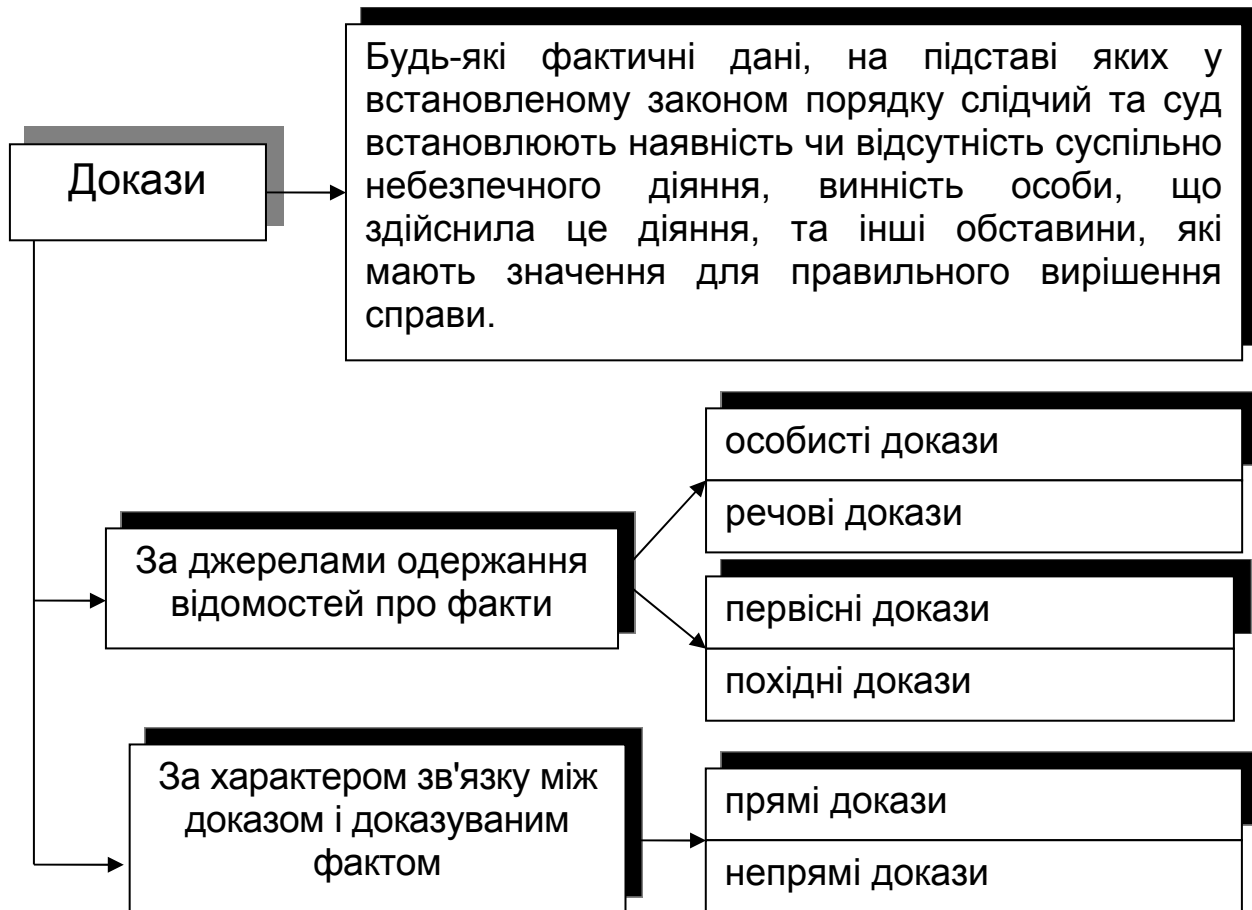 Докази
Будь-які фактичні дані, на підставі яких у
встановленому законом порядку слідчий та суд
встановлюють наявність чи відсутність суспільно
небезпечного діяння, винність особи, що
здійснила це діяння, та інші обставини, які
мають значення для правильного вирішення
справи.
За джерелами одержання
відомостей про факти
особисті докази
речові докази
первісні докази
похідні докази
За характером зв'язку між
доказом і доказуваним
фактом
прямі докази
непрямі докази